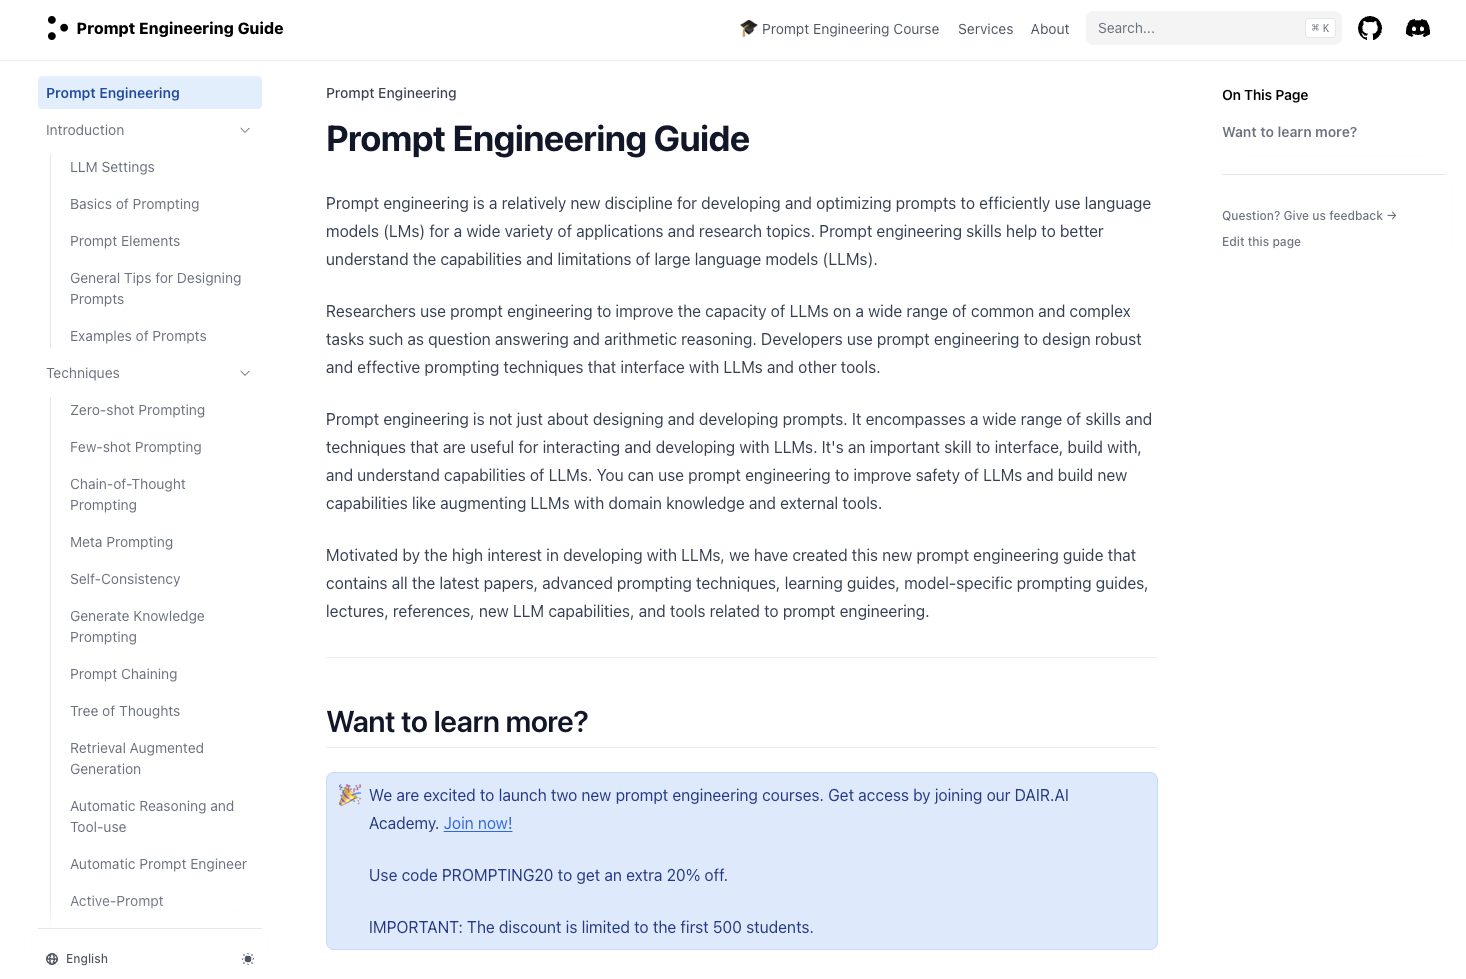 Prompt Engineering Guide
Prompt Engineering Course
Services
About
Search...
⌘ K
Prompt Engineering
Introduction
LLM Settings
Basics of Prompting
Prompt Elements
General Tips for Designing
Prompts
Examples of Prompts
Techniques
Zero-shot Prompting
Few-shot Prompting
Chain-of-Thought
Prompting
Meta Prompting
Self-Consistency
Generate Knowledge
Prompting
Prompt Chaining
Tree of Thoughts
Retrieval Augmented
Generation
Automatic Reasoning and
Tool-use
Automatic Prompt Engineer
Active-Prompt
English
Prompt Engineering
Prompt Engineering Guide
Prompt engineering is a relatively new discipline for developing and optimizing prompts to efficiently use language
models (LMs) for a wide variety of applications and research topics. Prompt engineering skills help to better
understand the capabilities and limitations of large language models (LLMs).
Researchers use prompt engineering to improve the capacity of LLMs on a wide range of common and complex
tasks such as question answering and arithmetic reasoning. Developers use prompt engineering to design robust
and effective prompting techniques that interface with LLMs and other tools.
Prompt engineering is not just about designing and developing prompts. It encompasses a wide range of skills and
techniques that are useful for interacting and developing with LLMs. It's an important skill to interface, build with,
and understand capabilities of LLMs. You can use prompt engineering to improve safety of LLMs and build new
capabilities like augmenting LLMs with domain knowledge and external tools.
Motivated by the high interest in developing with LLMs, we have created this new prompt engineering guide that
contains all the latest papers, advanced prompting techniques, learning guides, model-specific prompting guides,
lectures, references, new LLM capabilities, and tools related to prompt engineering.
Want to learn more?
We are excited to launch two new prompt engineering courses. Get access by joining our DAIR.AI
Academy. Join now!
Use code PROMPTING20 to get an extra 20% off.
IMPORTANT: The discount is limited to the first 500 students.
On This Page
Want to learn more?
Question? Give us feedback →
Edit this page